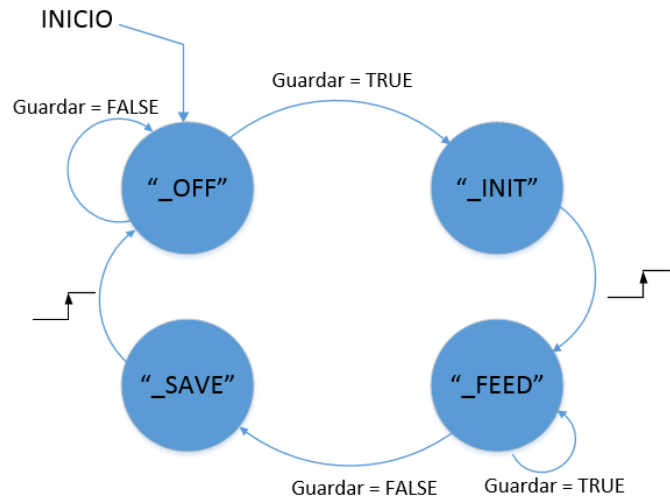 INICIO
Guardar = TRUE
Guardar = FALSE
“_OFF”
“_INIT”
“_SAVE”
“_FEED”
Guardar = FALSE
Guardar = TRUE